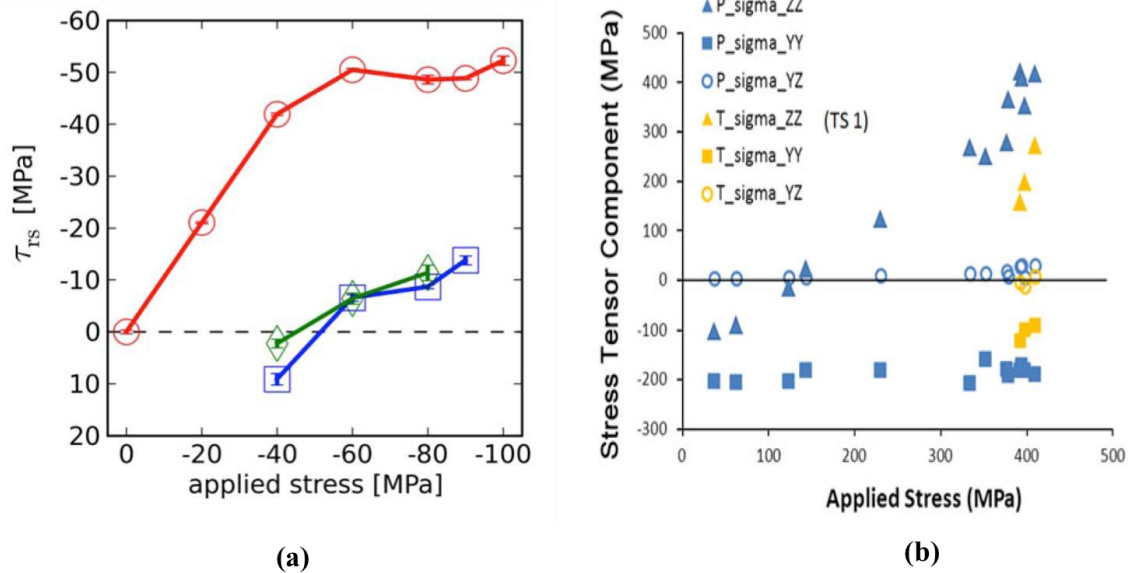 -60
-50
-40
-30
-20
-10
0
10
20
τrs [MPa]
0 -20 -40 -60 -80 -100
applied stress [MPa]
(a)
P_sigma_ZZ
P_sigma_YY
P_sigma_YZ
T_sigma_ZZ (TS 1)
T_sigma_YY
T_sigma_YZ
Stress Tensor Component (MPa)
500
400
300
200
100
0
-100
-200
-300
0 100 200 300 400 500
Applied Stress (MPa)
(b)